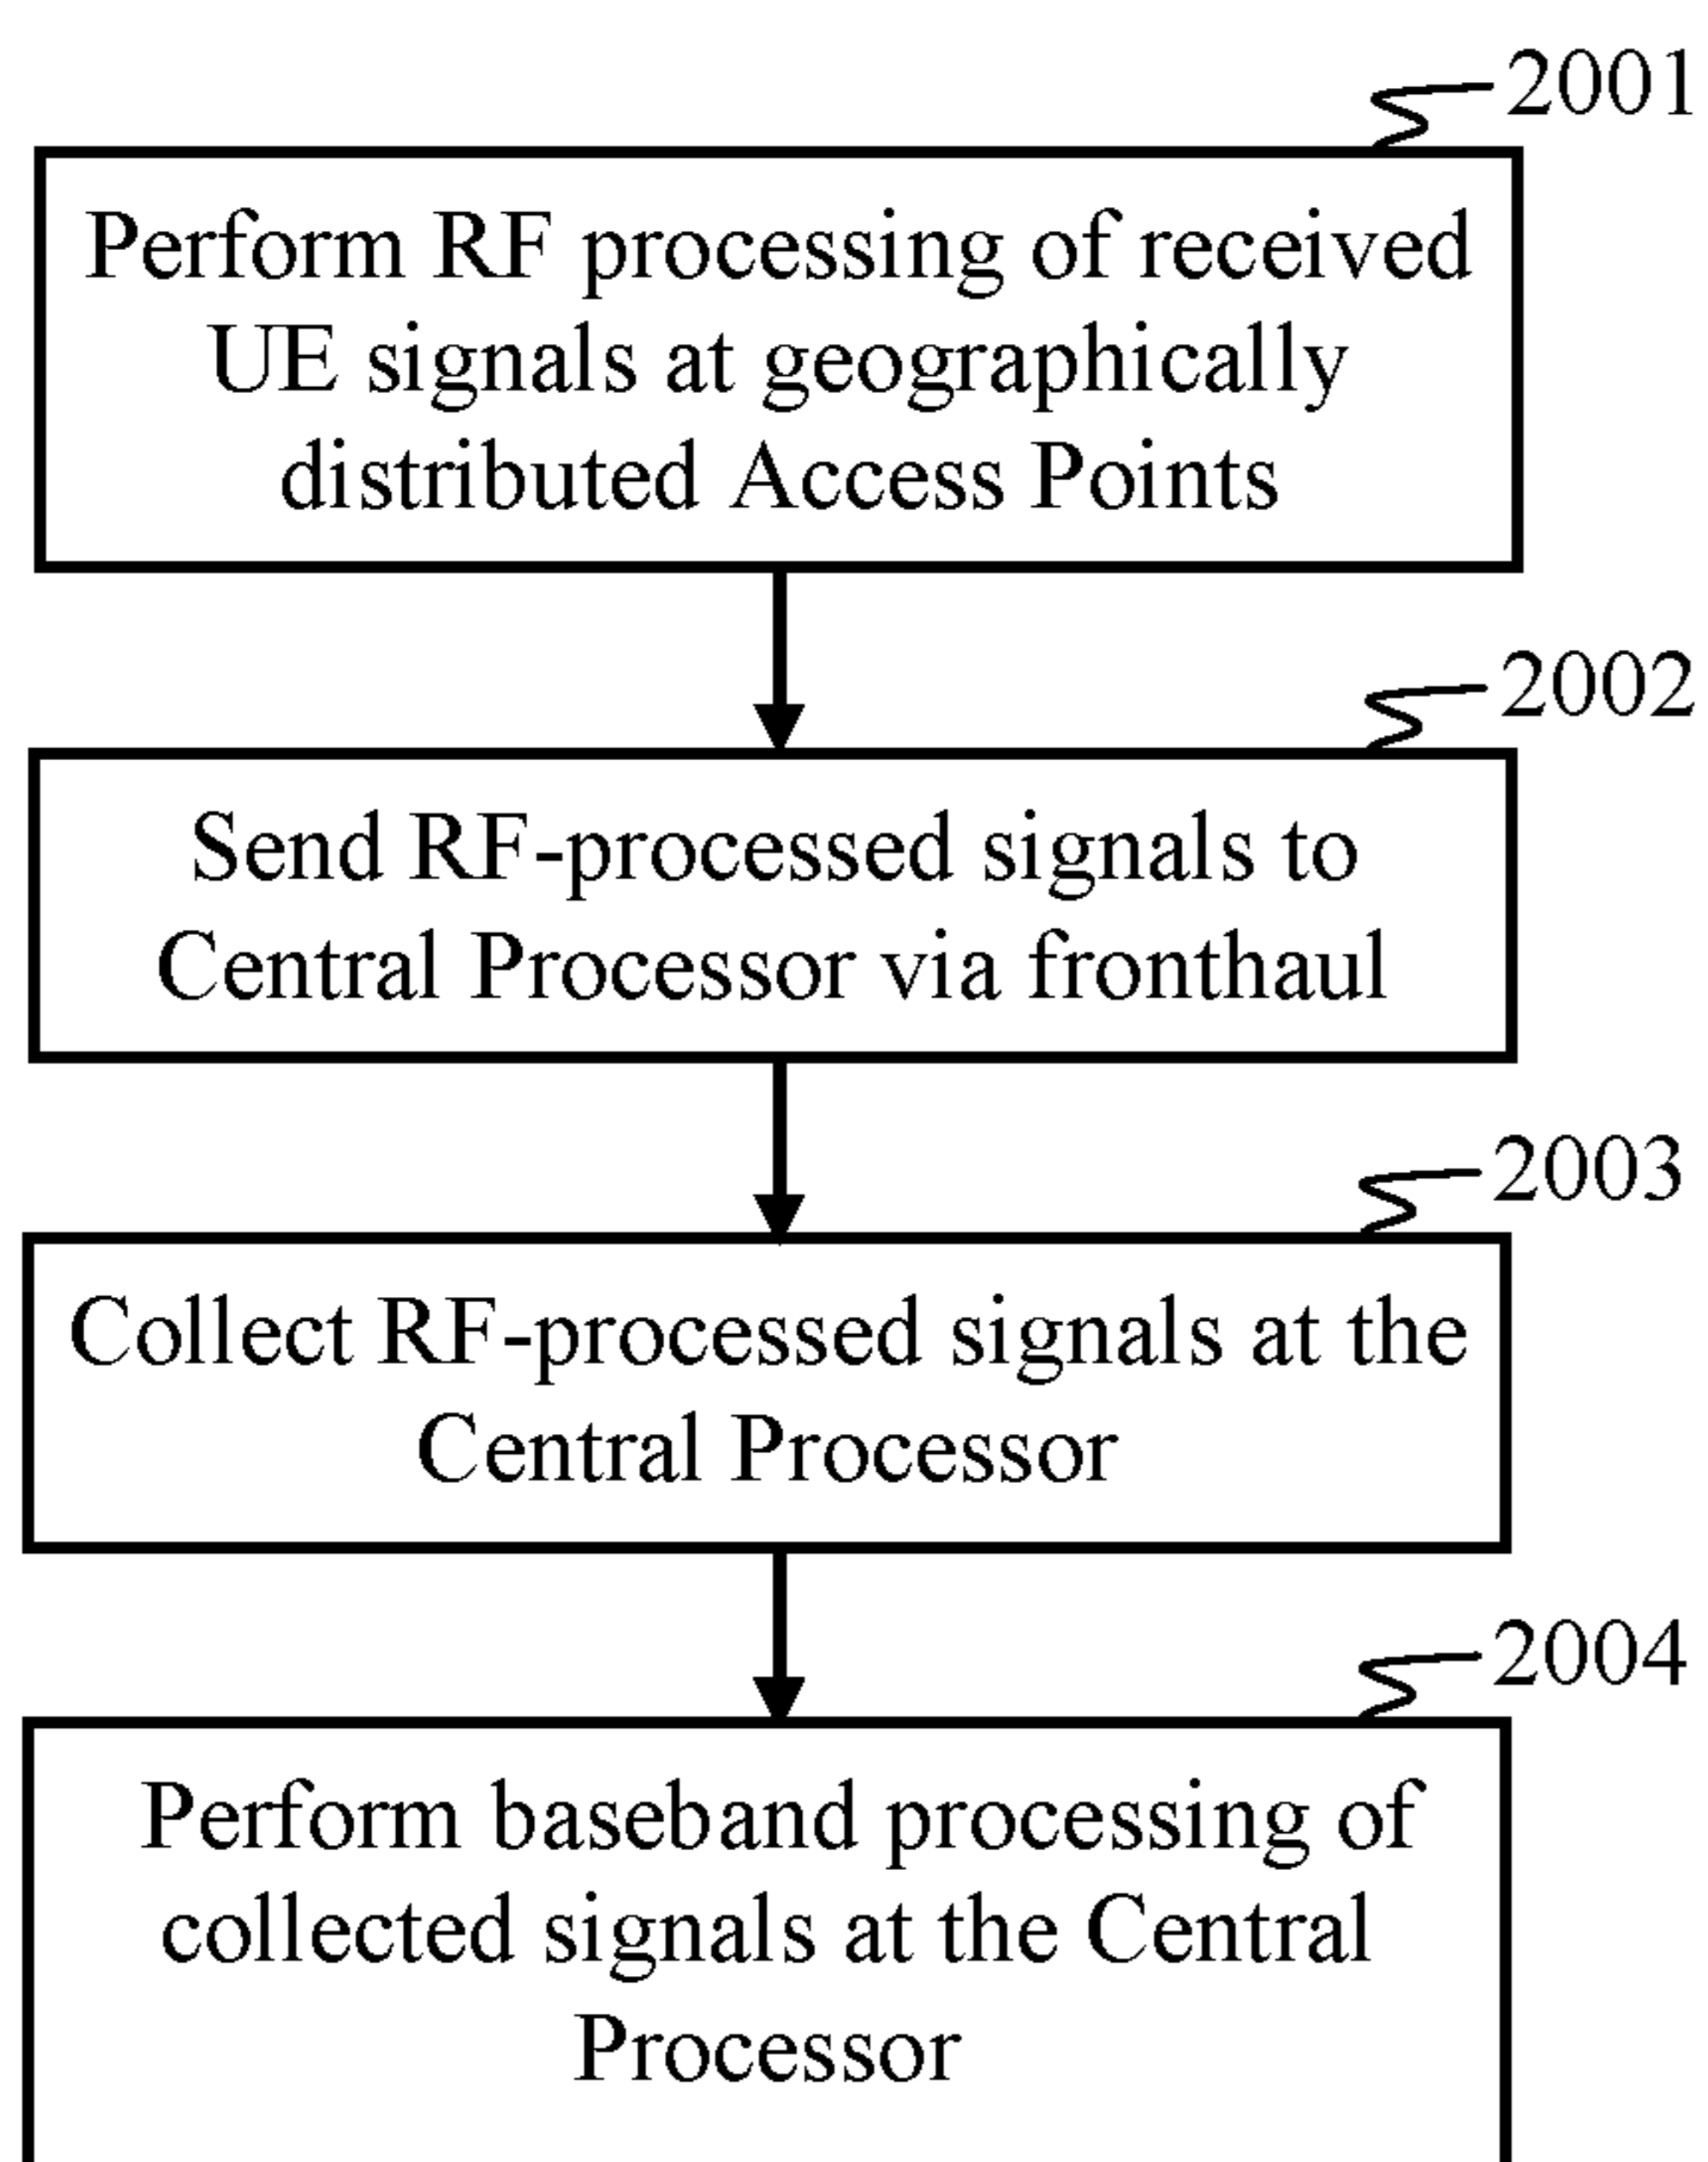 2001
Perform RF processing of received
UE signals at geographically
distributed Access Points
2002
Send RF-processed signals to
Central Processor via fronthaul
2003
Collect RF-processed signals at the
Central Processor
2004
Perform baseband processing of
collected signals at the Central
Processor